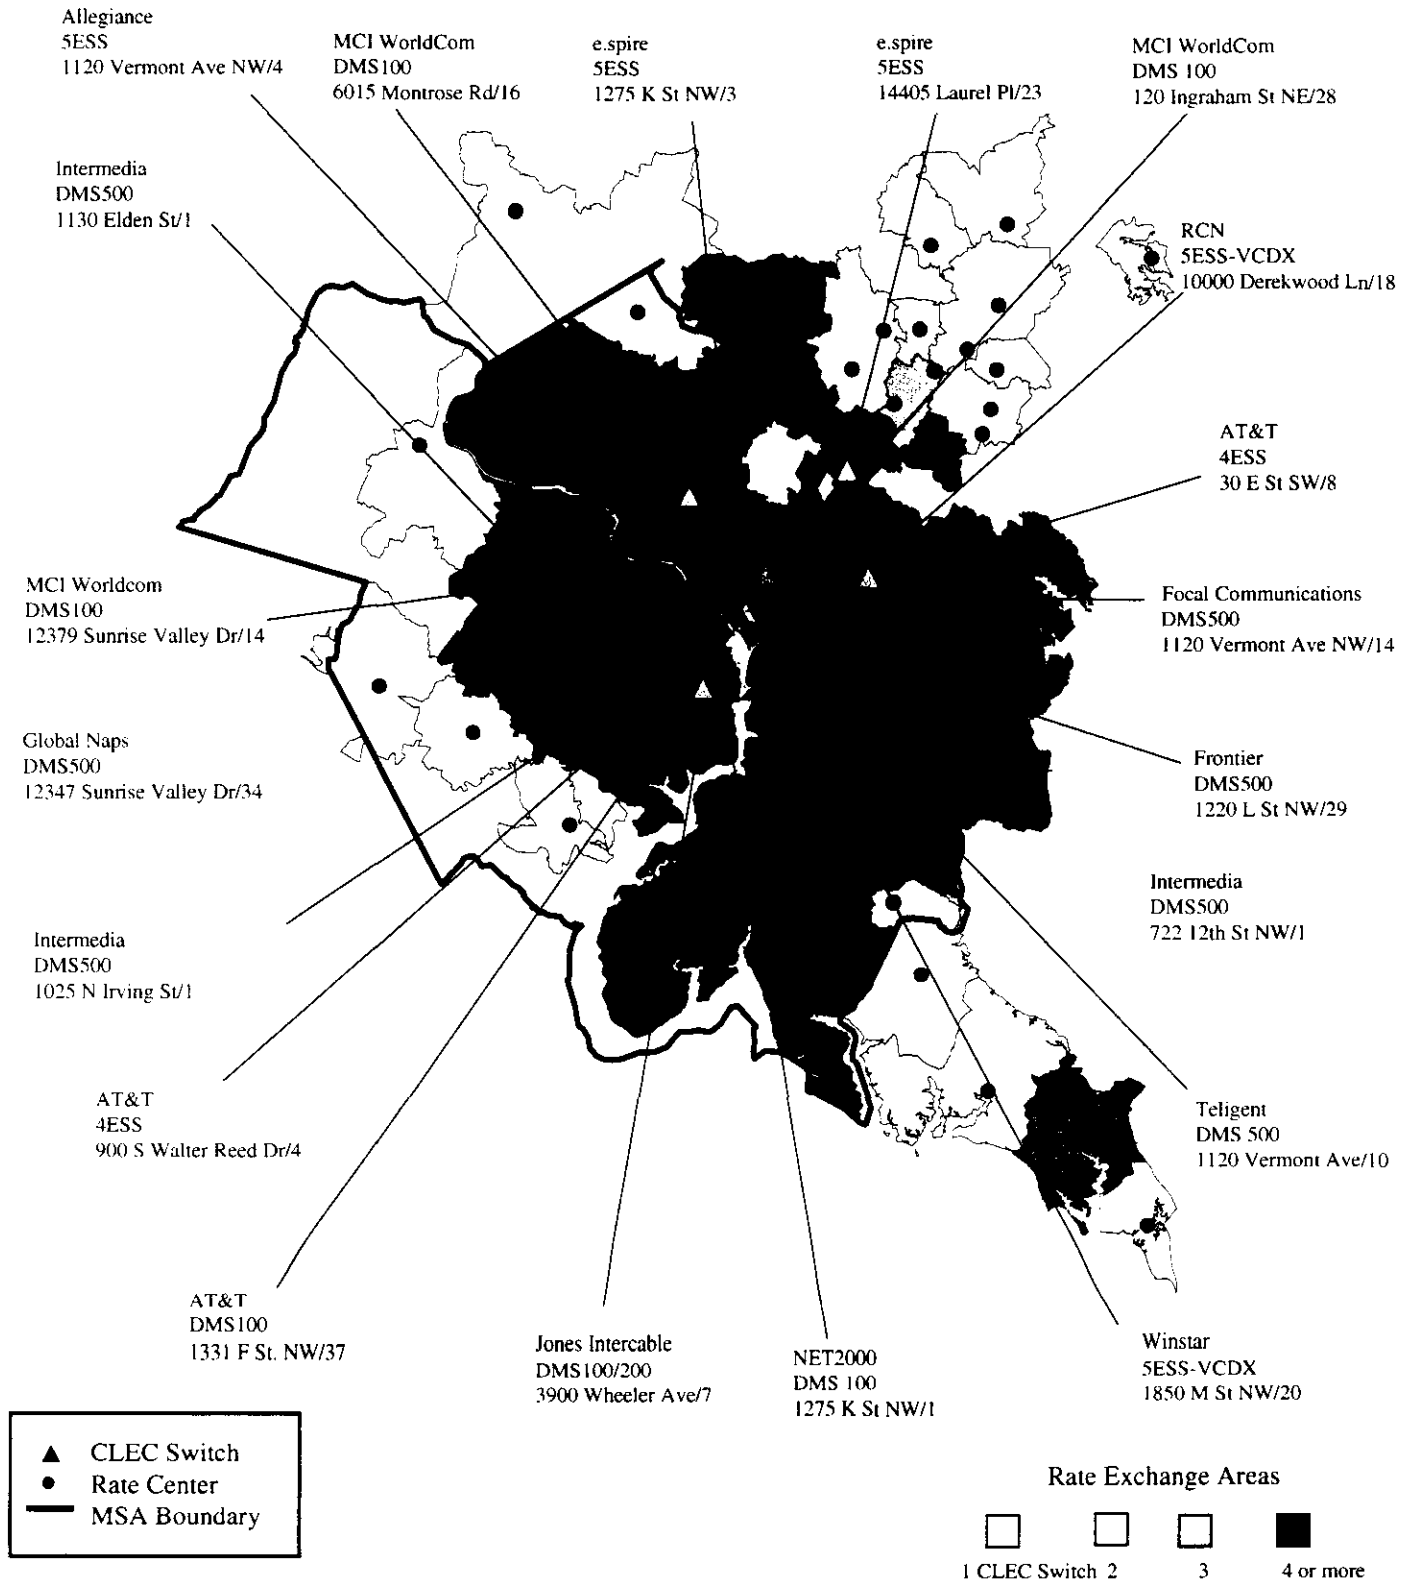 Allegiance
5ESS
1120 Vermont Ave NW/4
MCI WorldCom
DMS100
6015 Montrose Rd/16
e.spire
5ESS
1275 K St NW/3
e.spire
5ESS
14405 Laurel Pl/23
MCI WorldCom
DMS 100
120 Ingraham St NE/28
Intermedia
DMS500
1130 Elden St/1
RCN
5ESS-VCDX
10000 Derekwood Ln/18
AT&T
4ESS
30 E St SW/8
MCI Worldcom
DMS100
12379 Sunrise Valley Dr/14
Focal Communications
DMS500
1120 Vermont Ave NW/14
Global Naps
DMS500
12347 Sunrise Valley Dr/34
Frontier
DMS500
1220 L St NW/29
Intermedia
DMS500
722 12th St NW/1
Intermedia
DMS500
1025 N Irving St/1
AT&T
4ESS
900 S Walter Reed Dr/4
Teligent
DMS 500
1120 Vermont Ave/10
AT&T
DMS100
1331 F St. NW/37
Jones Intercable
DMS100/200
3900 Wheeler Ave/7
NET2000
DMS 100
1275 K St NW/1
Winstar
5ESS-VCDX
1850 M St NW/20
CLEC Switch
Rate Center
MSA Boundary
Rate Exchange Areas
1 CLEC Switch 2 3 4 or more